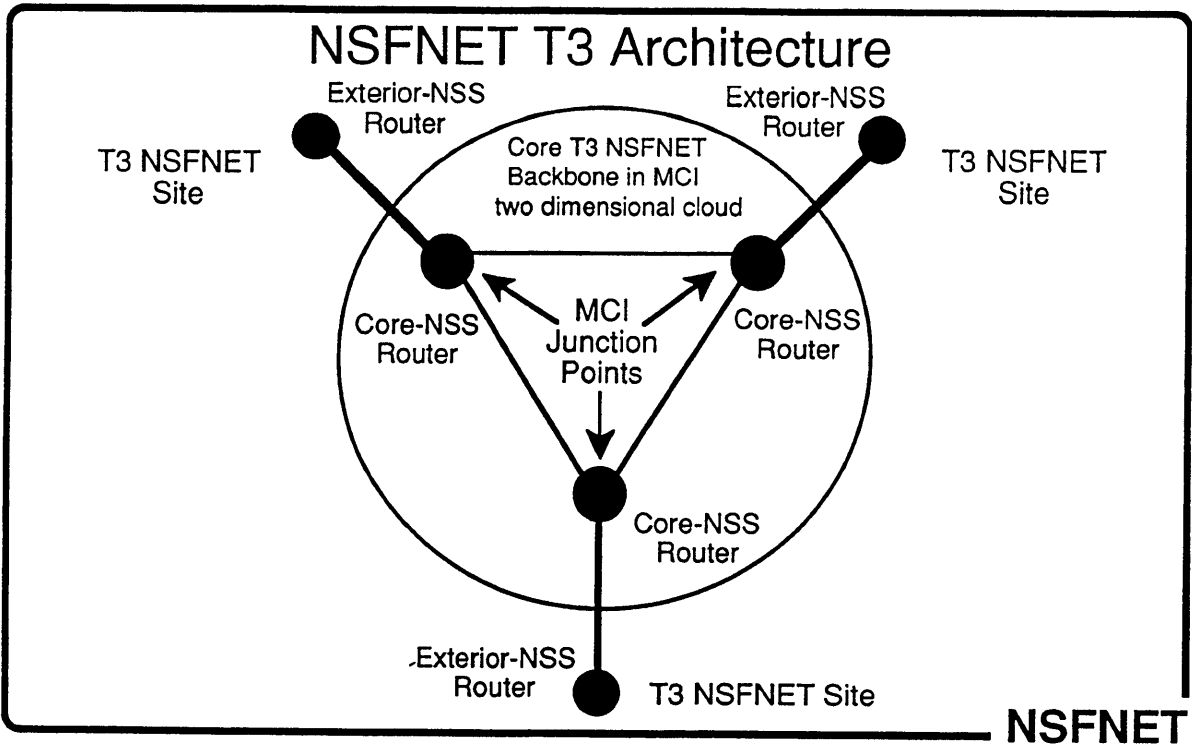 NSFNET T3 Architecture
Exterior-NSS
Router
Exterior-NSS
Router
T3 NSFNET
Site
Core T3 NSFNET
Backbone in MCI
two dimensional cloud
T3 NSFNET
Site
Core-NSS
Router
MCI
Junction
Points
Core-NSS
Router
Core-NSS
Router
Exterior-NSS
Router
T3 NSFNET Site
NSFNET